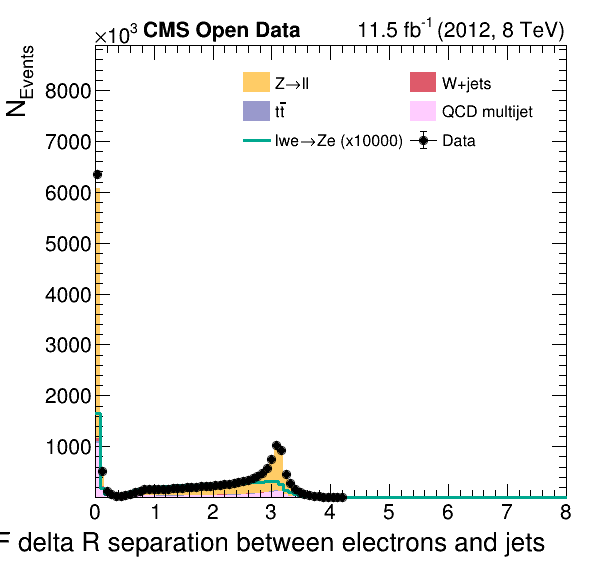 ×10³ CMS Open Data 11.5 fb⁻¹ (2012, 8 TeV)
N_Events
8000
7000
6000
5000
4000
3000
2000
1000
Z→ll W+jets
tt̄ QCD multijet
lwe→Ze (x10000) Data
0 1 2 3 4 5 6 7 8
F delta R separation between electrons and jets